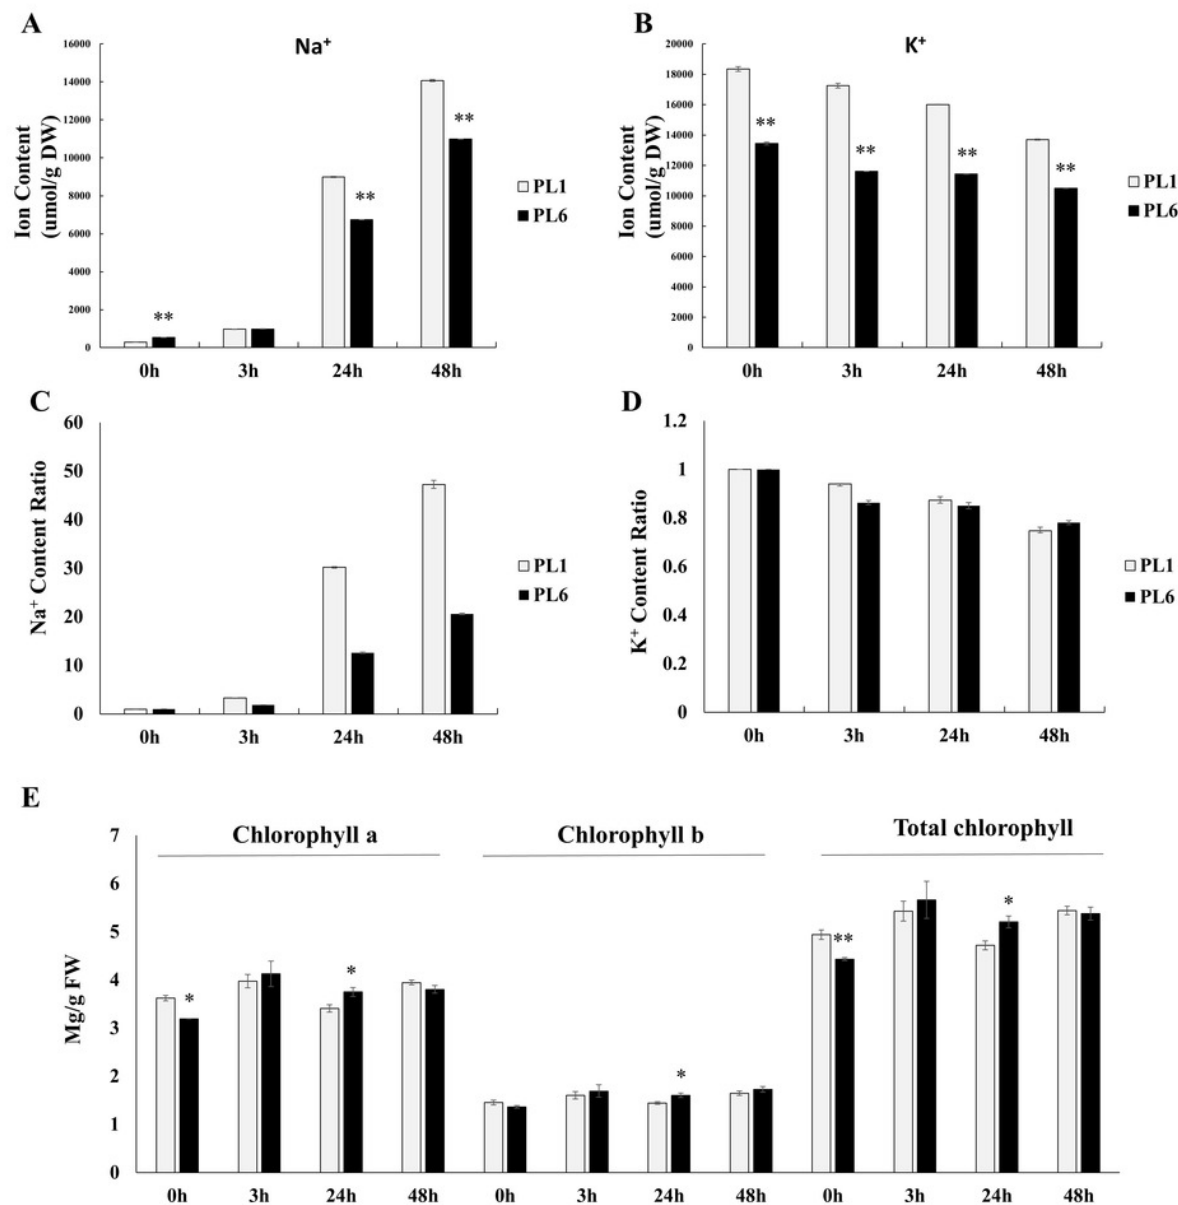 A
Na+
16000
14000
12000
10000
8000
6000
4000
2000
0
Ion Content
(umol/g DW)
**
**
**
0h
3h
24h
48h
PL1
PL6
B
K+
20000
18000
16000
14000
12000
10000
8000
6000
4000
2000
0
Ion Content
(umol/g DW)
**
**
**
**
0h
3h
24h
48h
PL1
PL6
C
60
50
40
30
20
10
0
Na+ Content Ratio
0h
3h
24h
48h
PL1
PL6
D
1.2
1
0.8
0.6
0.4
0.2
0
K+ Content Ratio
0h
3h
24h
48h
PL1
PL6
E
Chlorophyll a
Chlorophyll b
Total chlorophyll
7
6
5
4
3
2
1
0
Mg/g FW
*
*
*
**
*
0h
3h
24h
48h
0h
3h
24h
48h
0h
3h
24h
48h